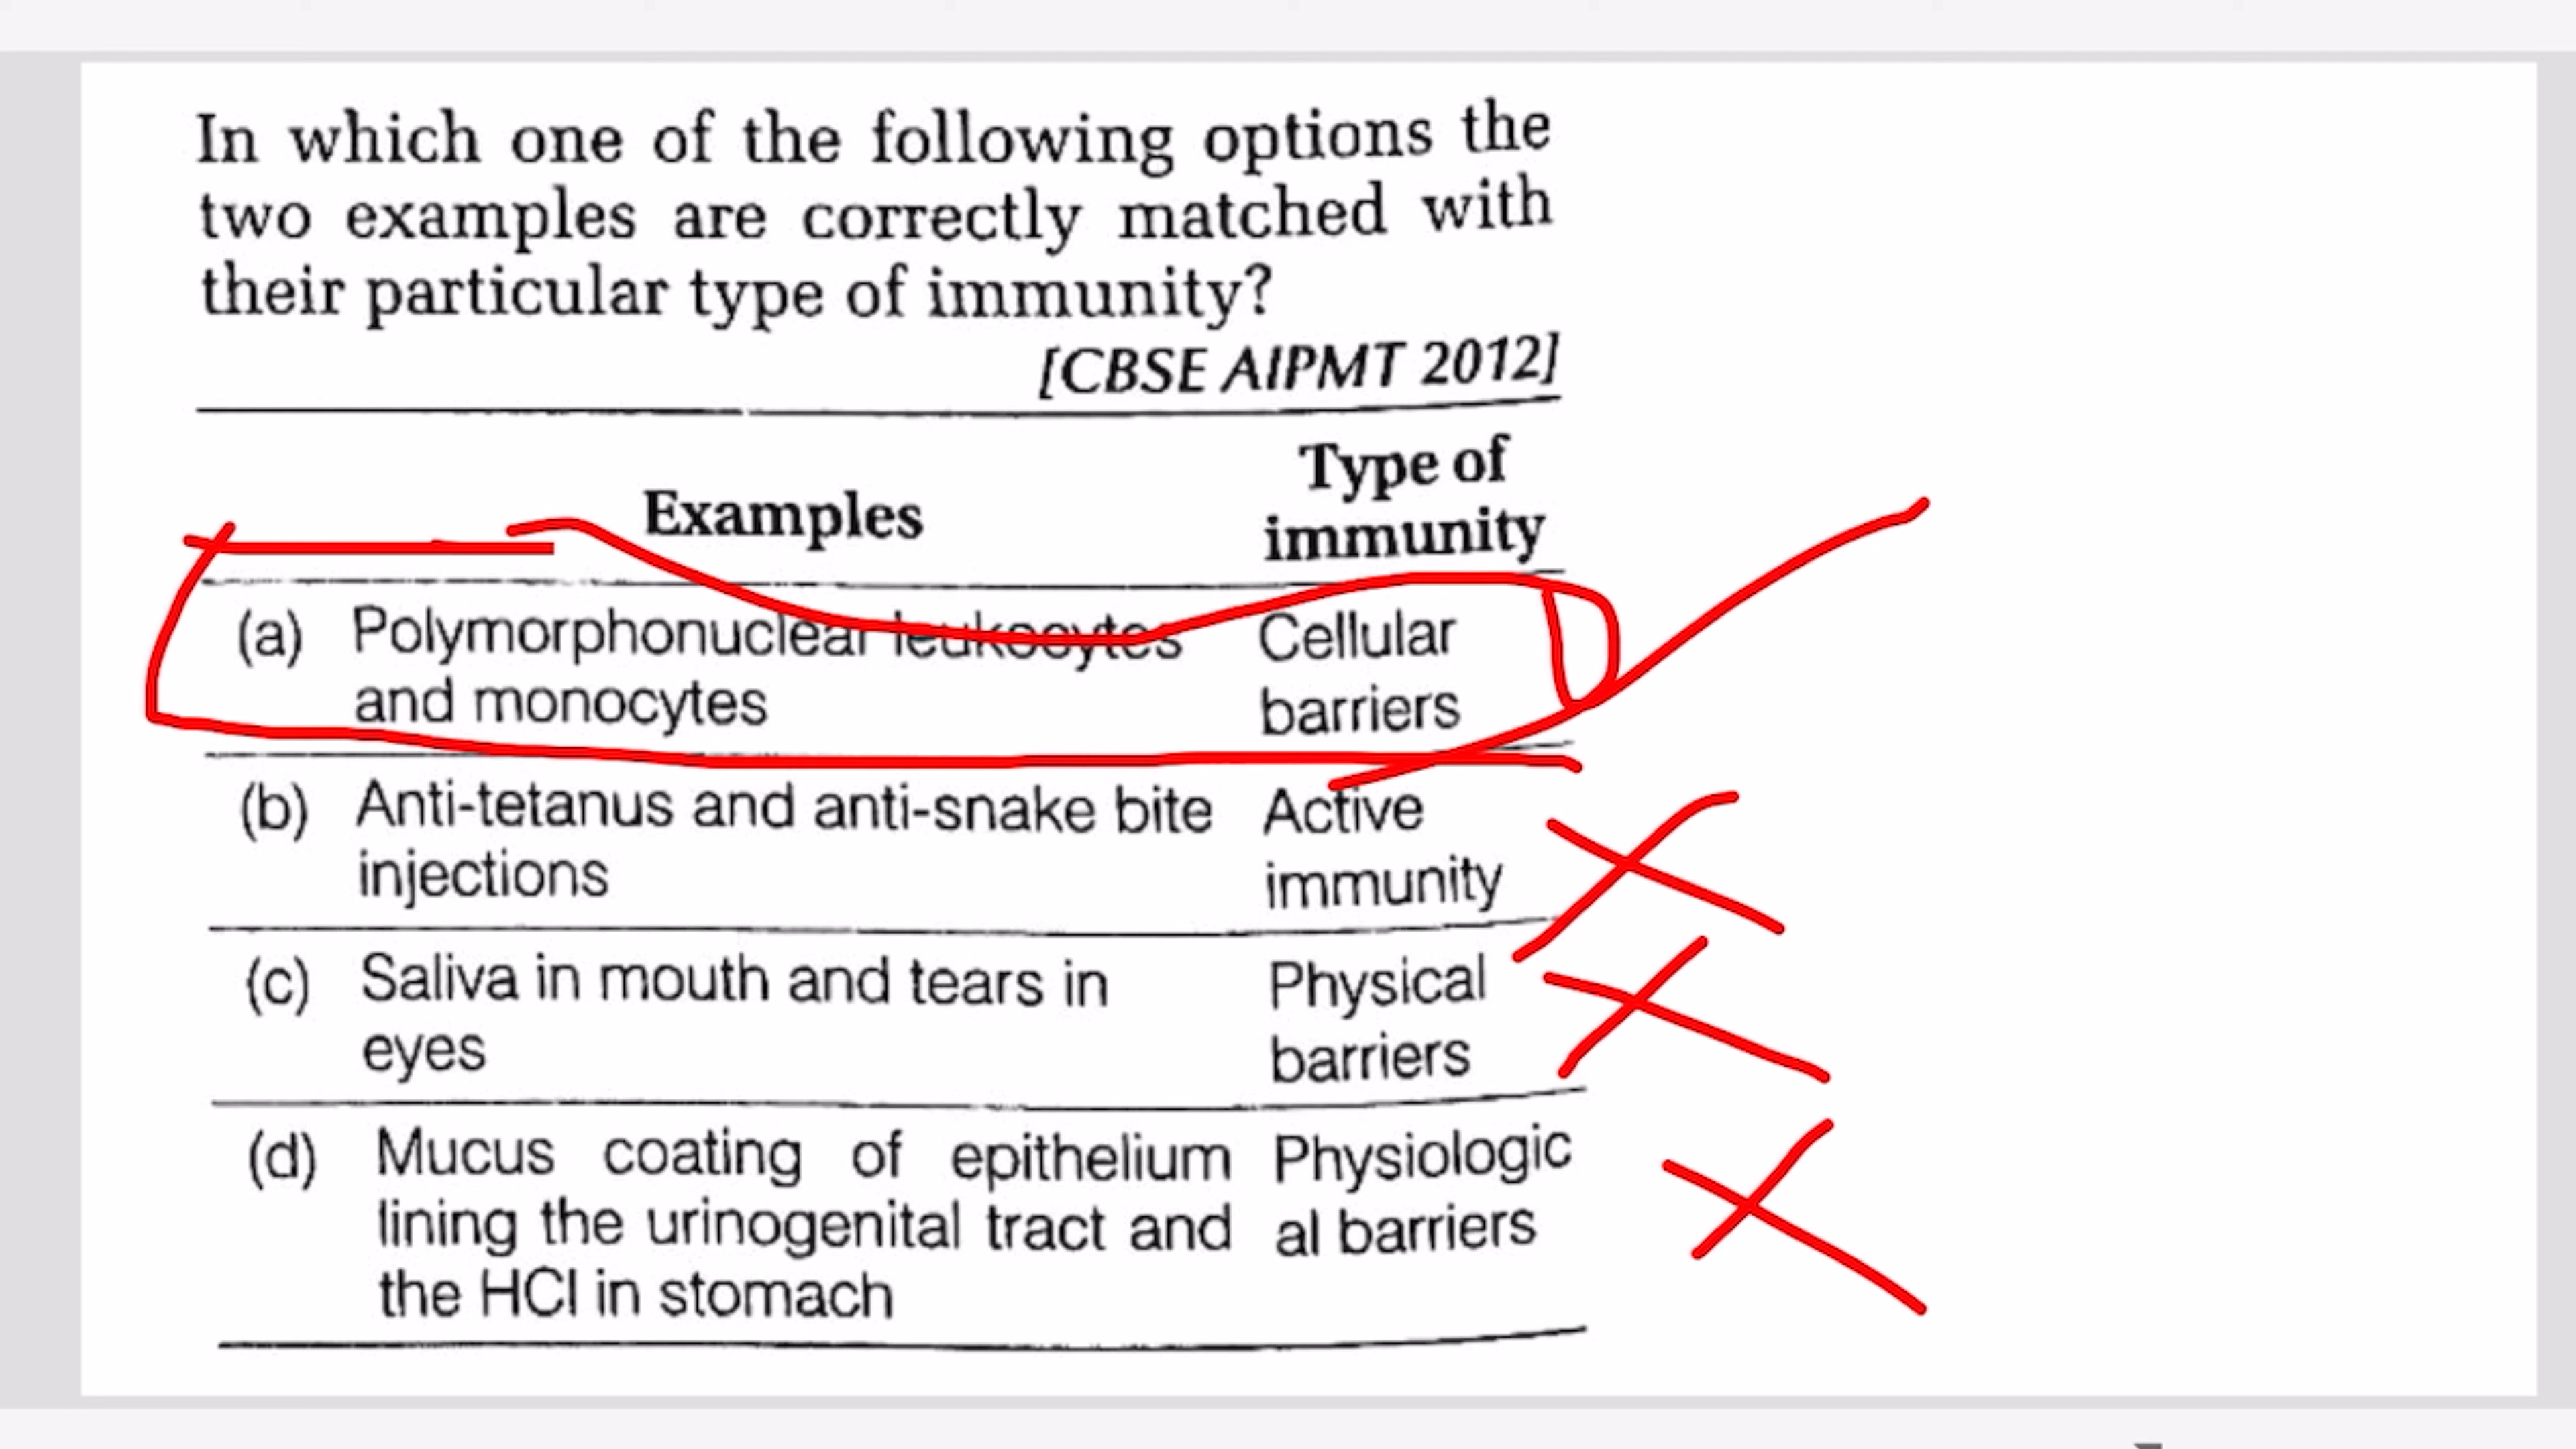 In which one of the following options the
two examples are correctly matched with
their particular type of immunity?
[CBSE AIPMT 2012]
Examples Type of immunity
(a) Polymorphonuclear leukocytes Cellular
and monocytes barriers
(b) Anti-tetanus and anti-snake bite Active
injections immunity
(c) Saliva in mouth and tears in Physical
eyes barriers
(d) Mucus coating of epithelium Physiologic
lining the urinogenital tract and al barriers
the HCl in stomach